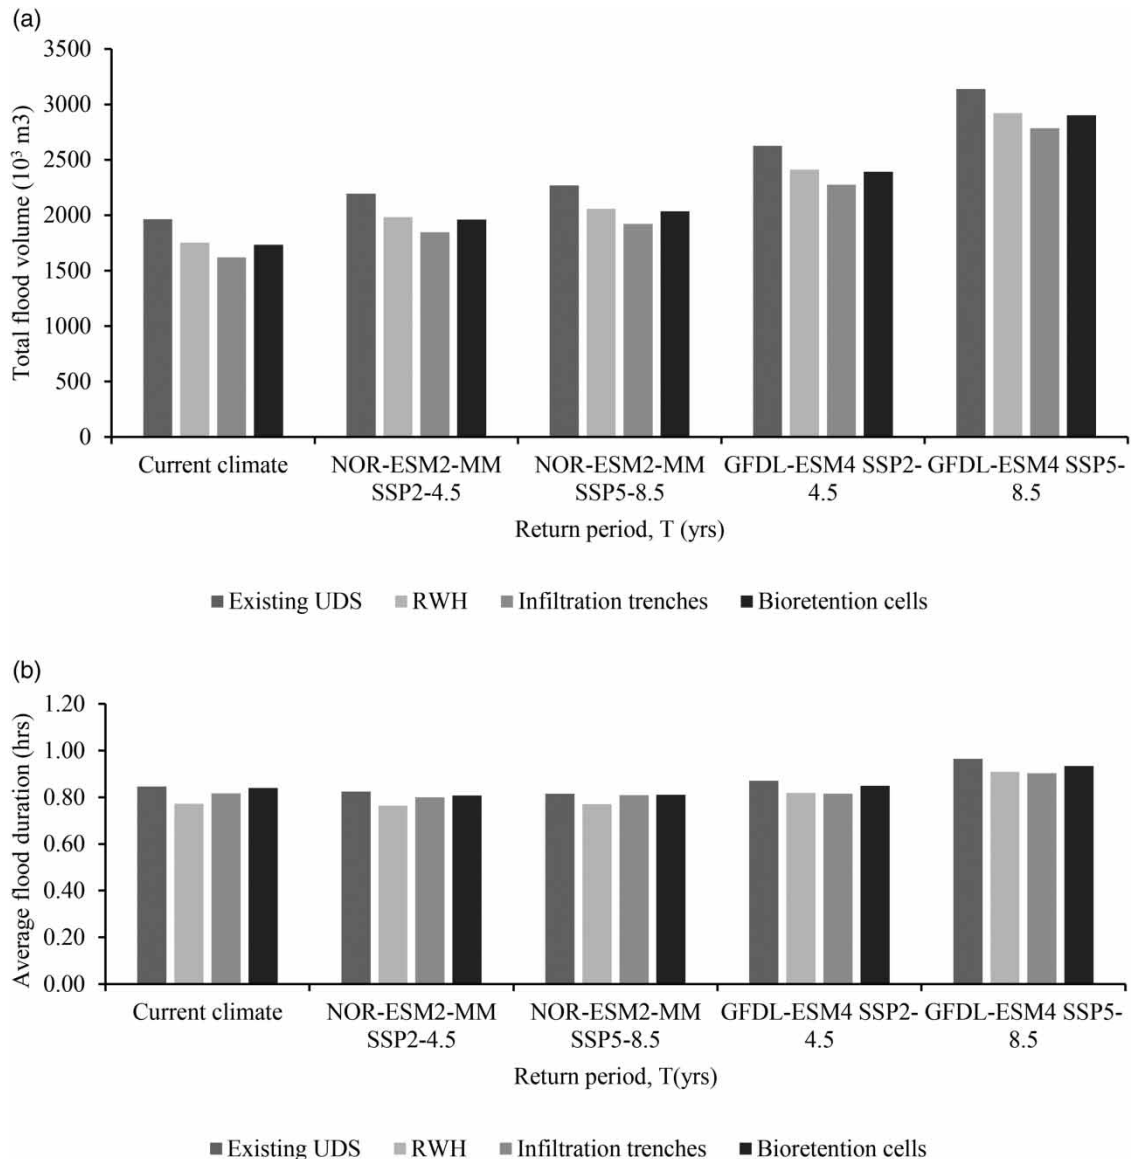 (a)
Total flood volume (10³ m3)
3500
3000
2500
2000
1500
1000
500
0
Current climate
NOR-ESM2-MM
SSP2-4.5
NOR-ESM2-MM
SSP5-8.5
GFDL-ESM4 SSP2-
4.5
GFDL-ESM4 SSP5-
8.5
Return period, T (yrs)
Existing UDS
RWH
Infiltration trenches
Bioretention cells
(b)
Average flood duration (hrs)
1.20
1.00
0.80
0.60
0.40
0.20
0.00
Current climate
NOR-ESM2-MM
SSP2-4.5
NOR-ESM2-MM
SSP5-8.5
GFDL-ESM4 SSP2-
4.5
GFDL-ESM4 SSP5-
8.5
Return period, T(yrs)
Existing UDS
RWH
Infiltration trenches
Bioretention cells